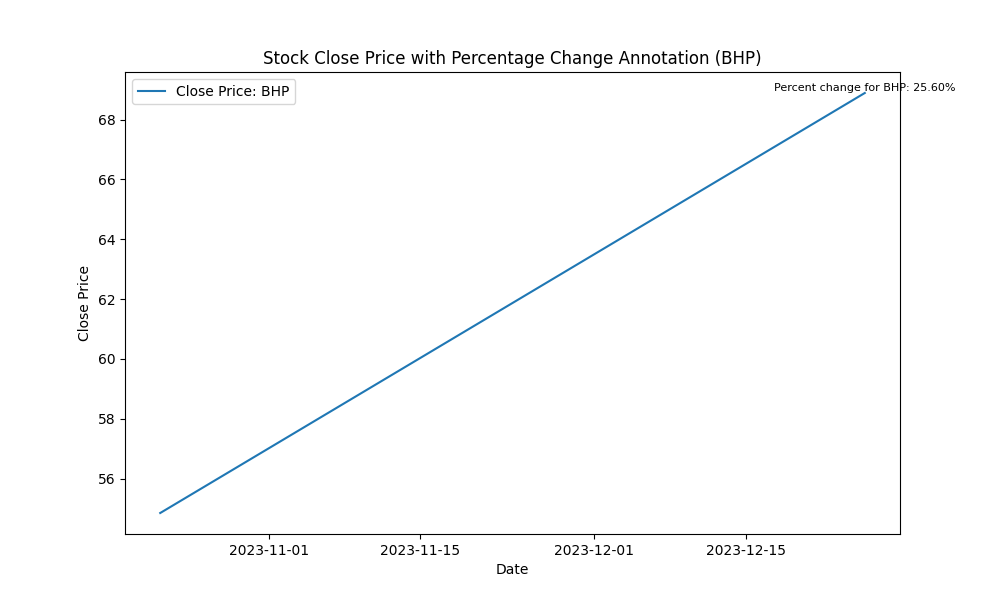 Stock Close Price with Percentage Change Annotation (BHP)
Close Price: BHP
Percent change for BHP: 25.60%
68
66
64
62
60
58
56
Close Price
2023-11-01
2023-11-15
2023-12-01
2023-12-15
Date